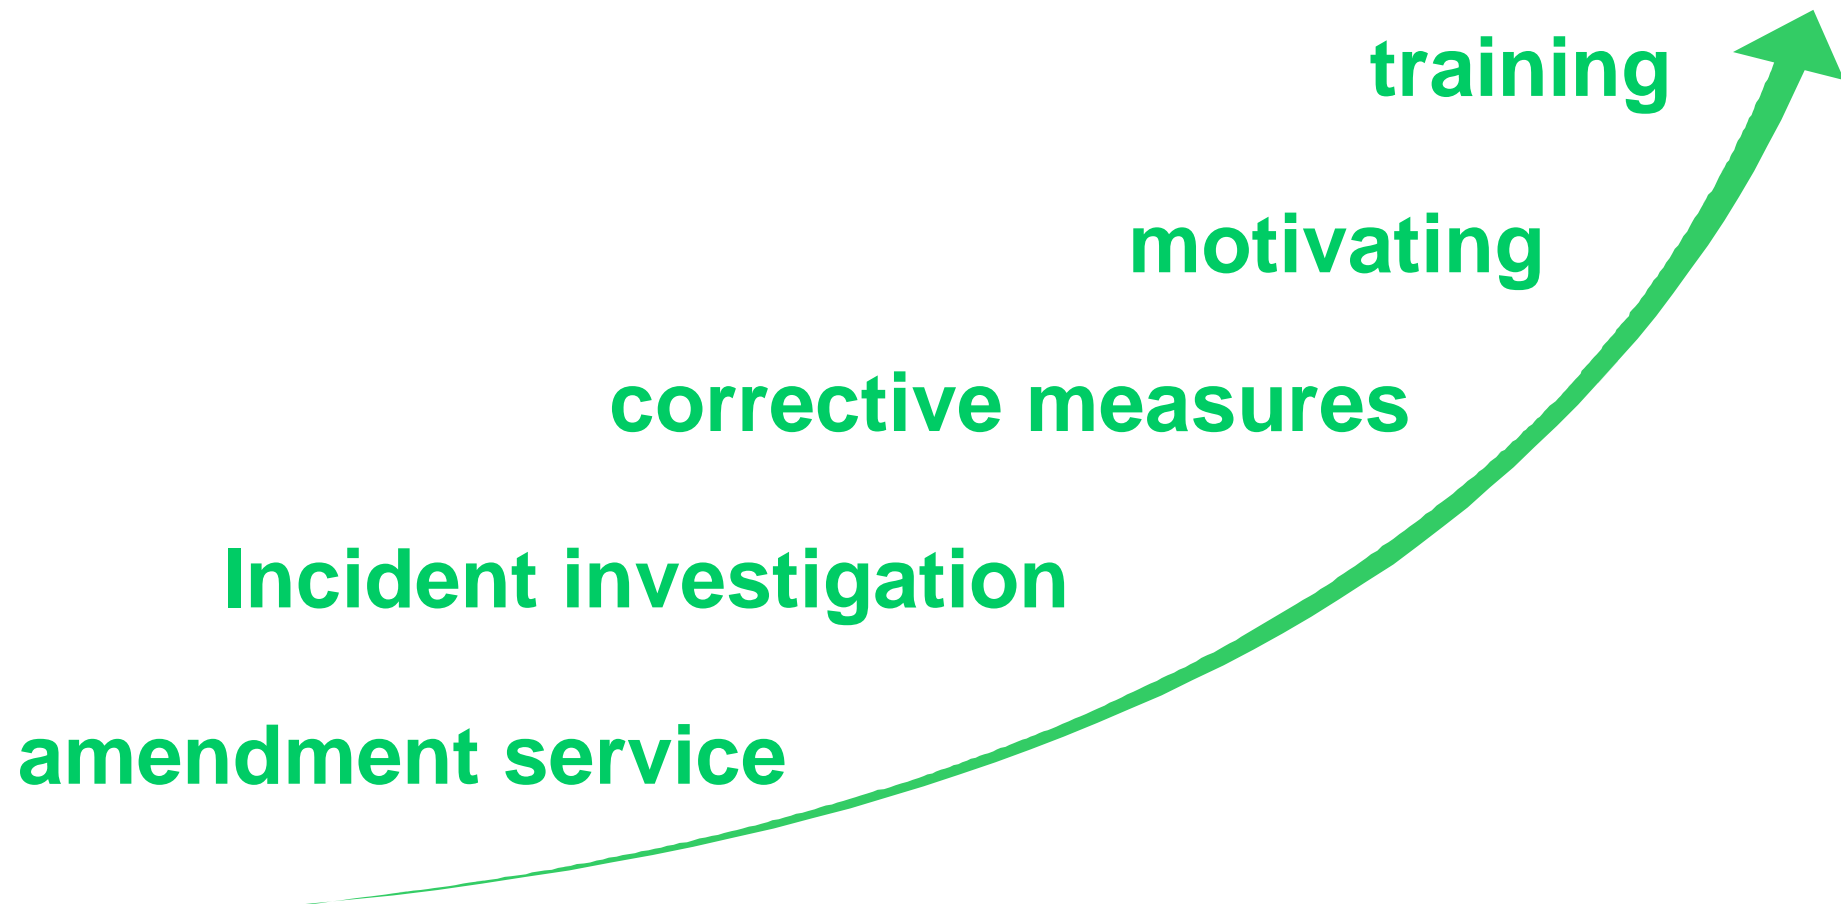 training
motivating
corrective measures
Incident investigation
amendment service